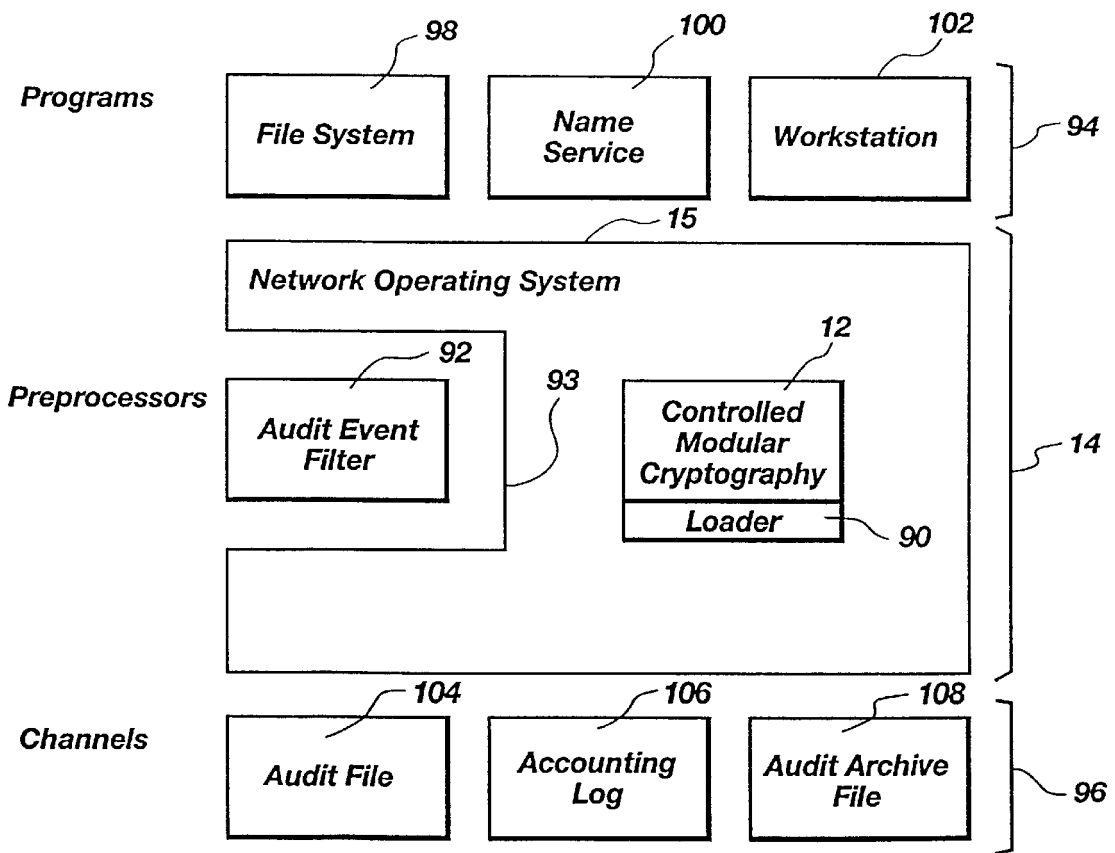 98
100
102
Programs
File System
Name
Service
Workstation
94
15
Network Operating System
12
92
93
Preprocessors
Audit Event
Filter
Controlled
Modular
Cryptography
Loader
90
14
104
106
108
Channels
Audit File
Accounting
Log
Audit Archive
File
96